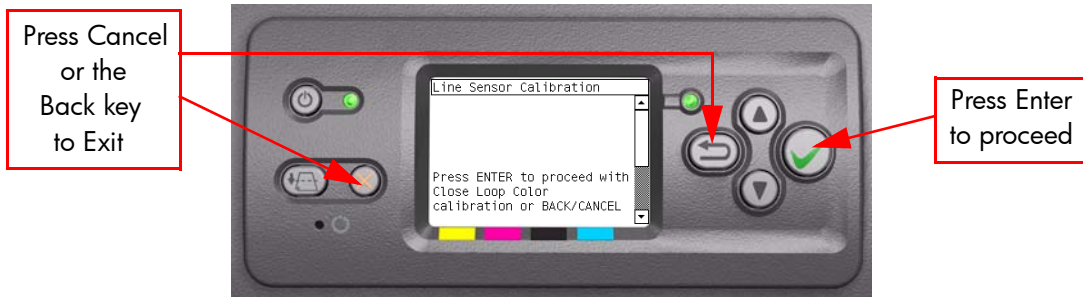 Press Cancel
or the
Back key
to Exit
Line Sensor Calibration
Press ENTER to proceed with
Close Loop Color
calibration or BACK/CANCEL
Press Enter
to proceed